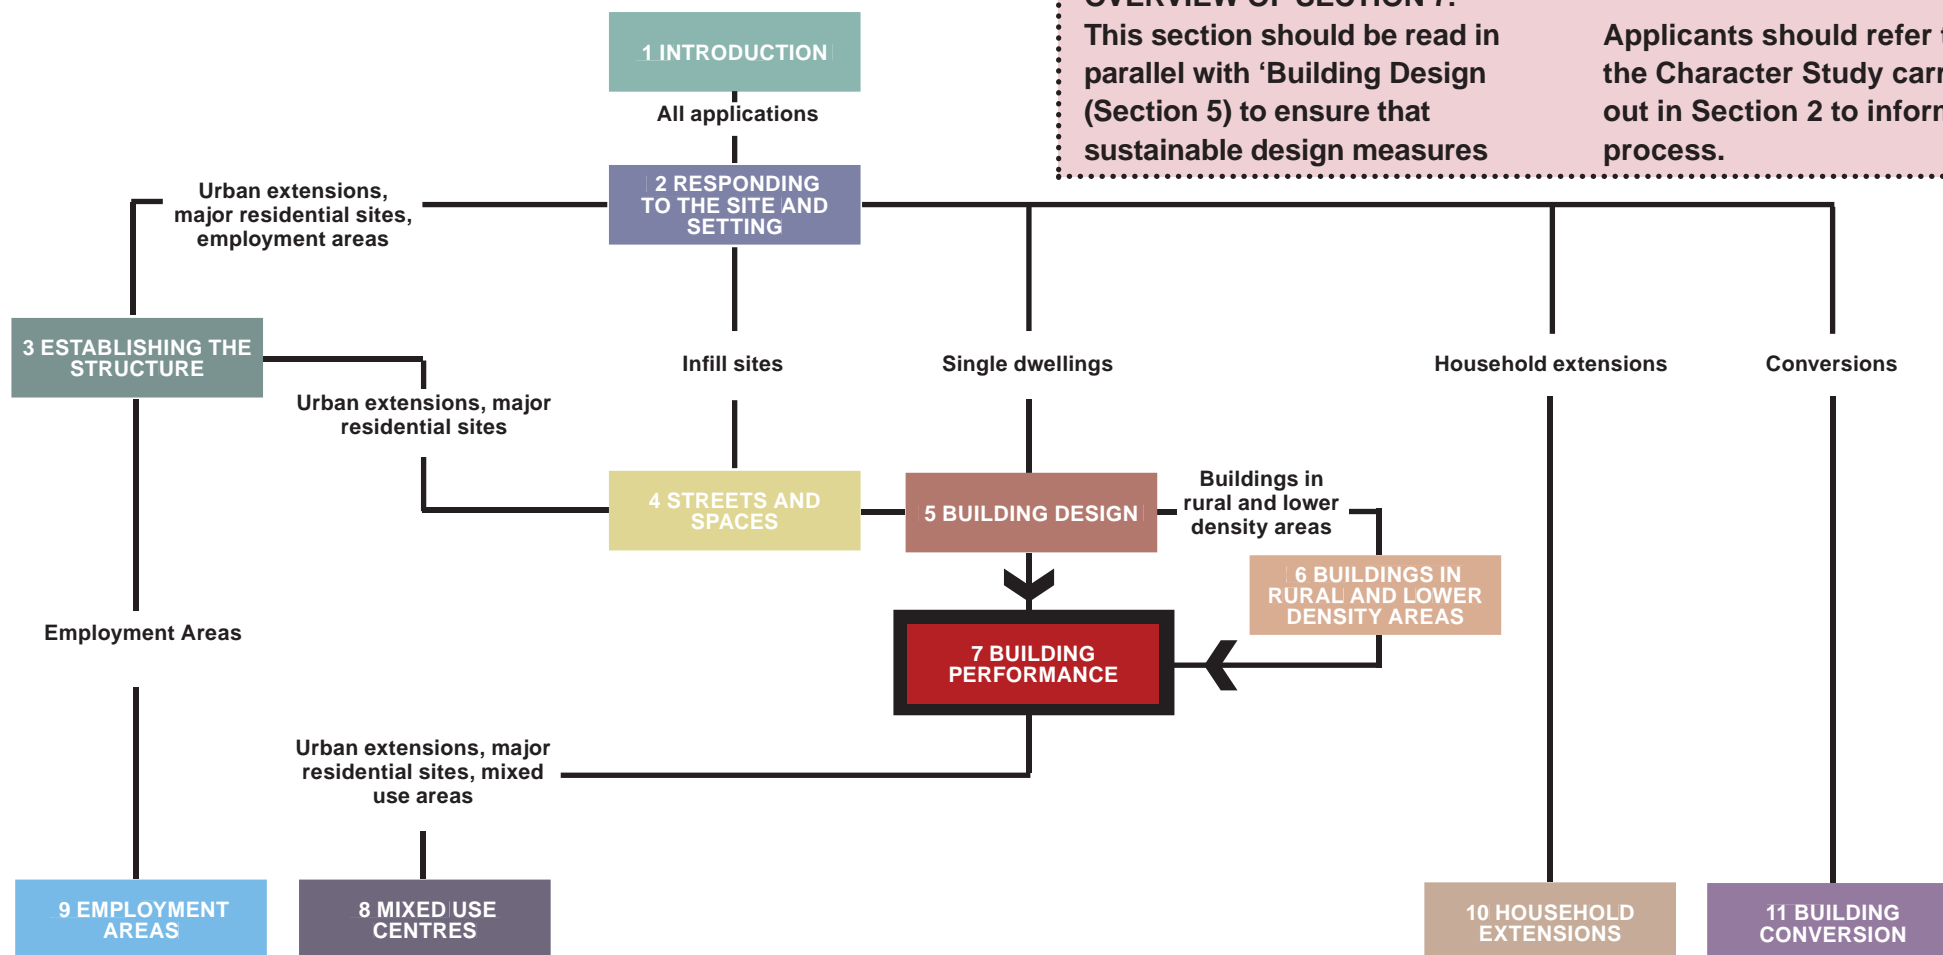 OVERVIEW OF SECTION 7:
This section should be read in
parallel with ‘Building Design
(Section 5) to ensure that
sustainable design measures
Applicants should refer
the Character Study
out in Section 2 to
process.
1 INTRODUCTION
All applications
2 RESPONDING
TO THE SITE AND
SETTING
Urban extensions,
major residential sites,
employment areas
3 ESTABLISHING THE
STRUCTURE
Infill sites
Single dwellings
Household extensions
Conversions
Urban extensions, major
residential sites
4 STREETS AND
SPACES
5 BUILDING DESIGN
Buildings in
rural and lower
density areas
6 BUILDINGS IN
RURAL AND LOWER
DENSITY AREAS
Employment Areas
7 BUILDING
PERFORMANCE
Urban extensions, major
residential sites, mixed
use areas
9 EMPLOYMENT
AREAS
8 MIXED USE
CENTRES
10 HOUSEHOLD
EXTENSIONS
11 BUILDING
CONVERSION